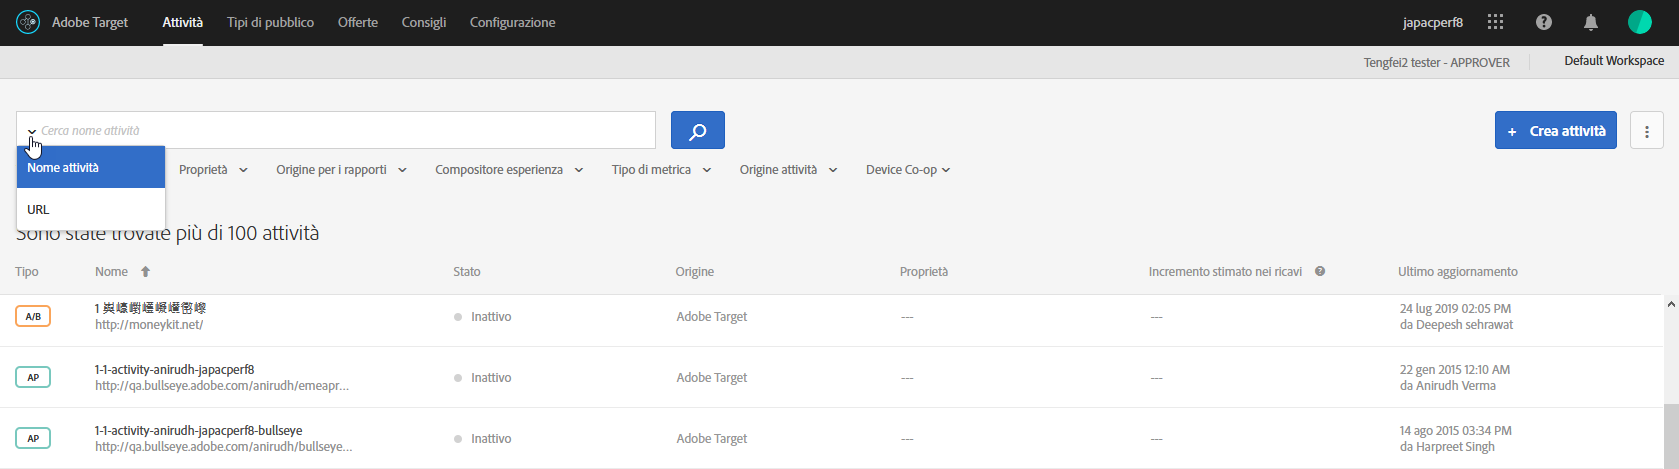 Adobe Target Attività Tipi di pubblico Offerte Consigli Configurazione japacperf8
Tengfei2 tester - APPROVER Default Workspace
Cerca nome attività
+ Crea attività
Nome attività
Proprietà Origine per i rapporti Compositore esperienza Tipo di metrica Origine attività Device Co-op
URL
Sono state trovate più di 100 attività
Tipo Nome Stato Origine Proprietà Incremento stimato nei ricavi Ultimo aggiornamento
A/B 1 Inattivo Adobe Target --- --- 24 lug 2019 02:05 PM
http://moneykit.net/ da Deepesh sehrawat
AP 1-1-activity-anirudh-japacperf8 Inattivo Adobe Target --- --- 22 gen 2015 12:10 AM
http://qa.bullseye.adobe.com/anirudh/emeapr... da Anirudh Verma
AP 1-1-activity-anirudh-japacperf8-bullseye Inattivo Adobe Target --- --- 14 ago 2015 03:34 PM
http://qa.bullseye.adobe.com/anirudh/bullseye... da Harpreet Singh